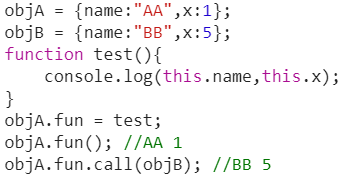 objA = {name:"AA",x:1};
objB = {name:"BB",x:5};
function test(){
    console.log(this.name,this.x);
}
objA.fun = test;
objA.fun(); //AA 1
objA.fun.call(objB); //BB 5